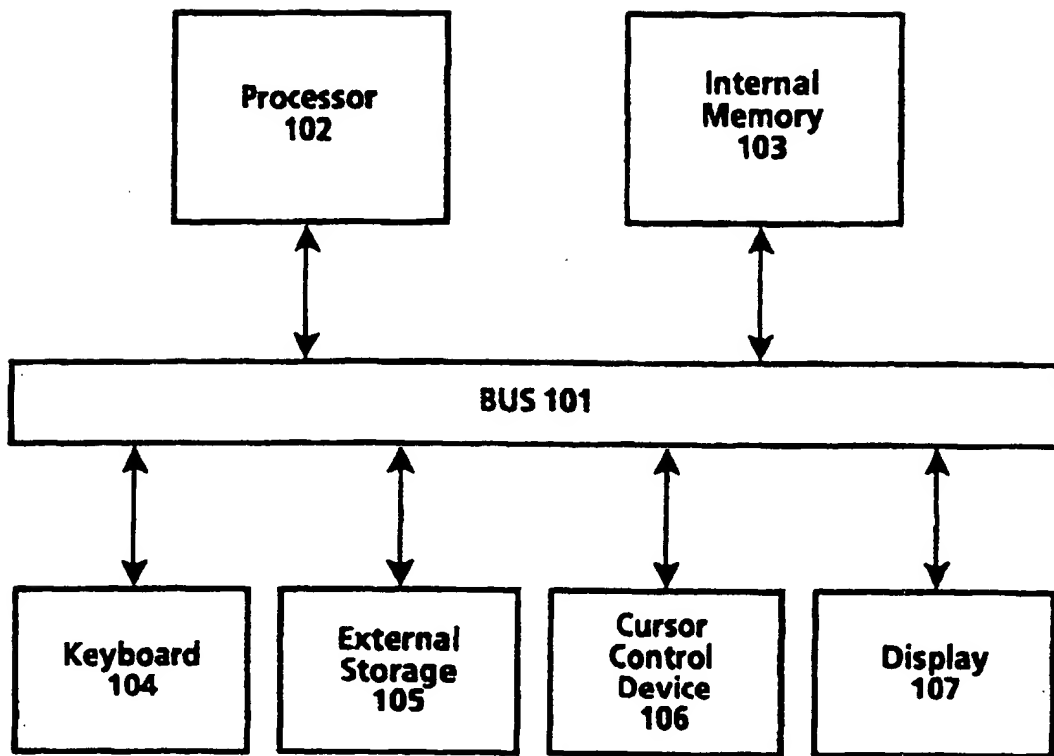 Processor
102
Internal
Memory
103
BUS 101
Keyboard
104
External
Storage
105
Cursor
Control
Device
106
Display
107